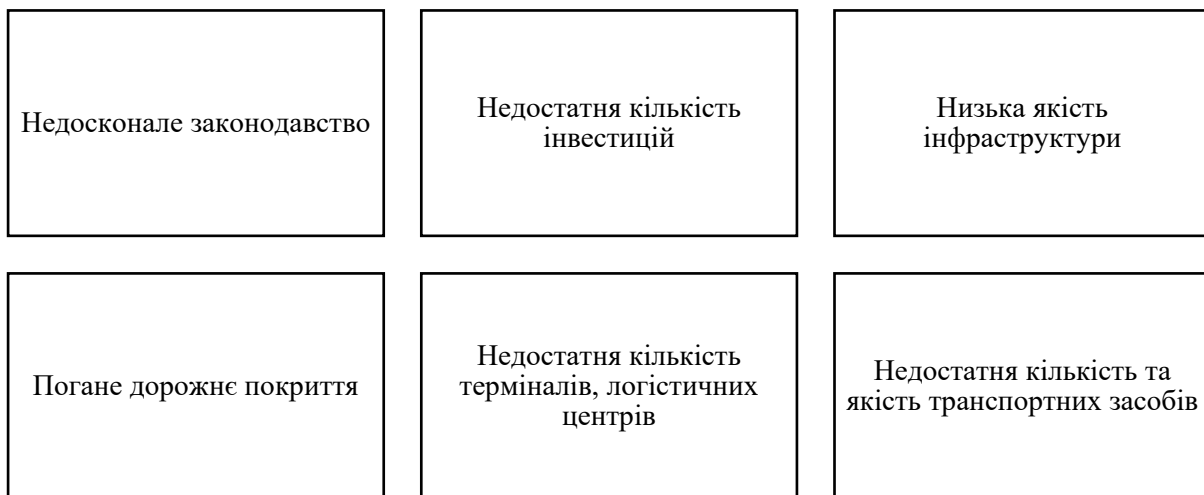 Недосконале законодавство
Недостатня кількість
інвестицій
Низька якість
інфраструктури
Погане дорожнє покриття
Недостатня кількість
терміналів, логістичних
центрів
Недостатня кількість та
якість транспортних засобів